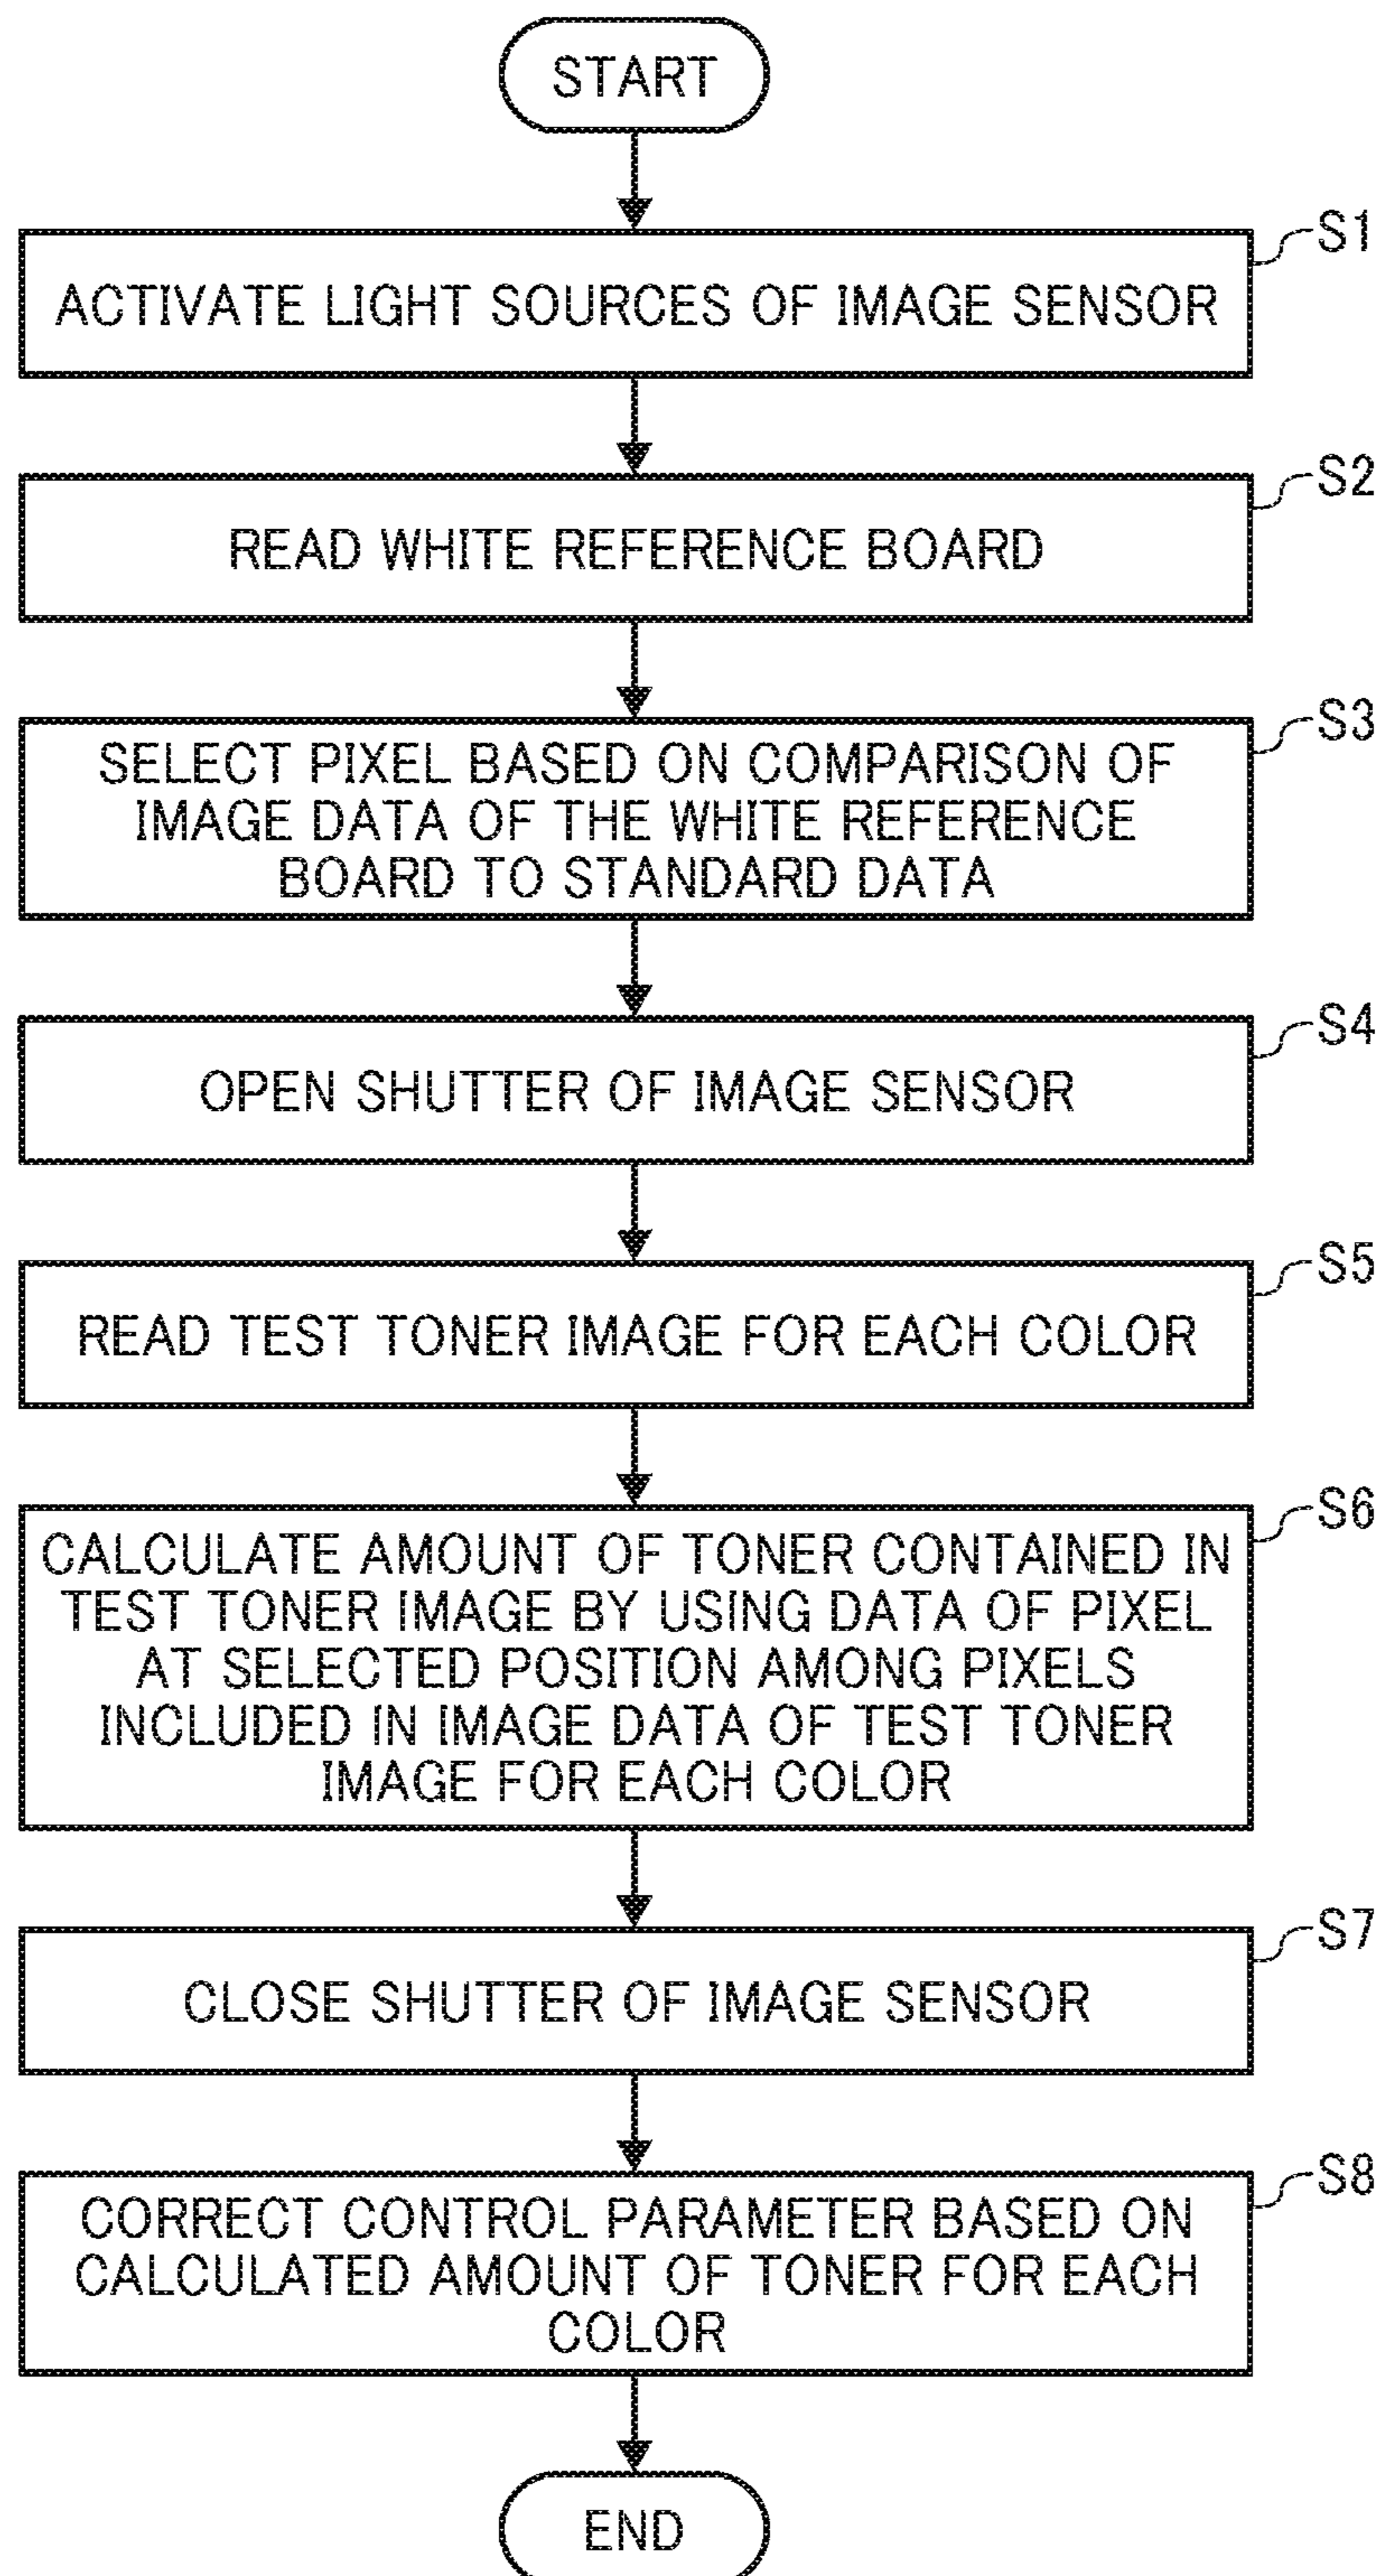 START
S1
ACTIVATE LIGHT SOURCES OF IMAGE SENSOR
S2
READ WHITE REFERENCE BOARD
S3
SELECT PIXEL BASED ON COMPARISON OF
IMAGE DATA OF THE WHITE REFERENCE
BOARD TO STANDARD DATA
S4
OPEN SHUTTER OF IMAGE SENSOR
S5
READ TEST TONER IMAGE FOR EACH COLOR
S6
CALCULATE AMOUNT OF TONER CONTAINED IN
TEST TONER IMAGE BY USING DATA OF PIXEL
AT SELECTED POSITION AMONG PIXELS
INCLUDED IN IMAGE DATA OF TEST TONER
IMAGE FOR EACH COLOR
S7
CLOSE SHUTTER OF IMAGE SENSOR
S8
CORRECT CONTROL PARAMETER BASED ON
CALCULATED AMOUNT OF TONER FOR EACH
COLOR
END